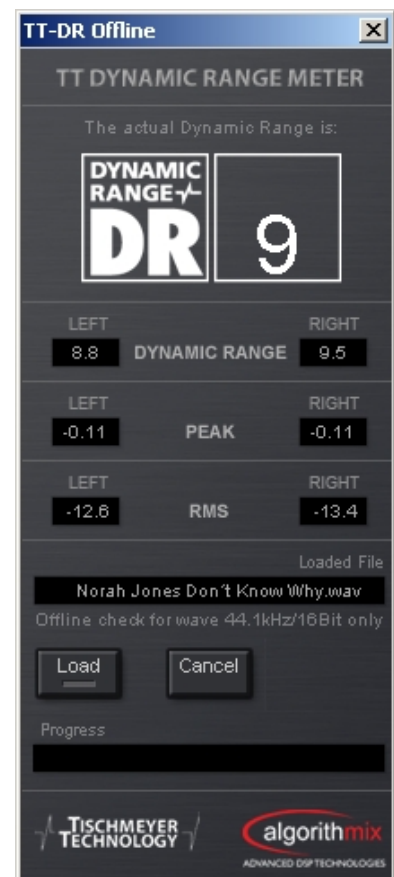 TT-DR Offline
TT DYNAMIC RANGE METER
The actual Dynamic Range is:
DYNAMIC
RANGE
DR
9
LEFT RIGHT
8.8 DYNAMIC RANGE 9.5
LEFT RIGHT
-0.11 PEAK -0.11
LEFT RIGHT
-12.6 RMS -13.4
Loaded File
Norah Jones Don´t Know Why.wav
Offline check for wave 44.1kHz/16Bit only
Load Cancel
Progress
TISCHMEYER
TECHNOLOGY
algorithmix
ADVANCED DSP TECHNOLOGIES